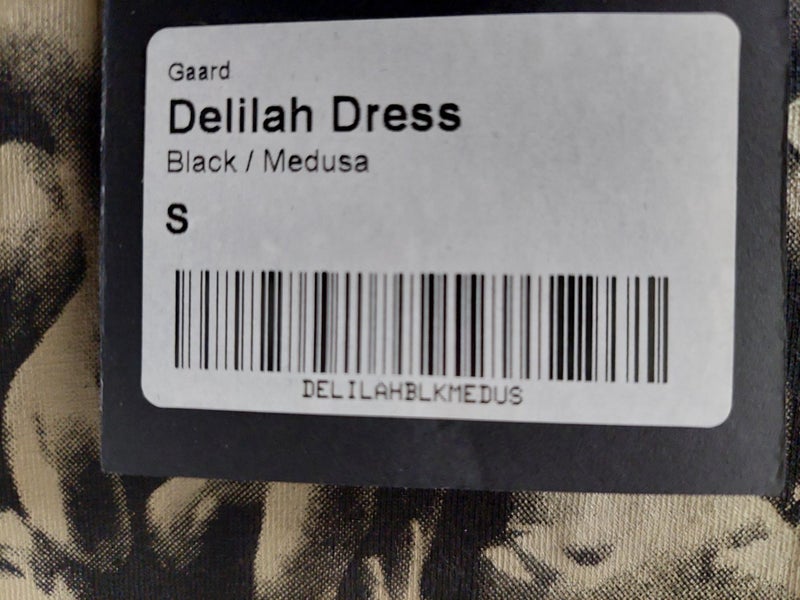 Gaard
Delilah Dress
Black / Medusa
S
DELILAHBLKMEDUS